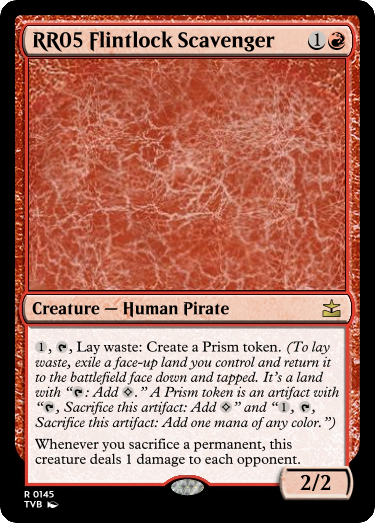 RR05 Flintlock Scavenger 1
Creature — Human Pirate
1, Lay waste: Create a Prism token. (To lay
waste, exile a face-up land you control and return it
to the battlefield face down and tapped. It's a land
with “: Add .” A Prism token is an artifact with
“, Sacrifice this artifact: Add ” and “1, ,
Sacrifice this artifact: Add one mana of any color.”)
Whenever you sacrifice a permanent, this
creature deals 1 damage to each opponent.
2/2
R 0145
TVB